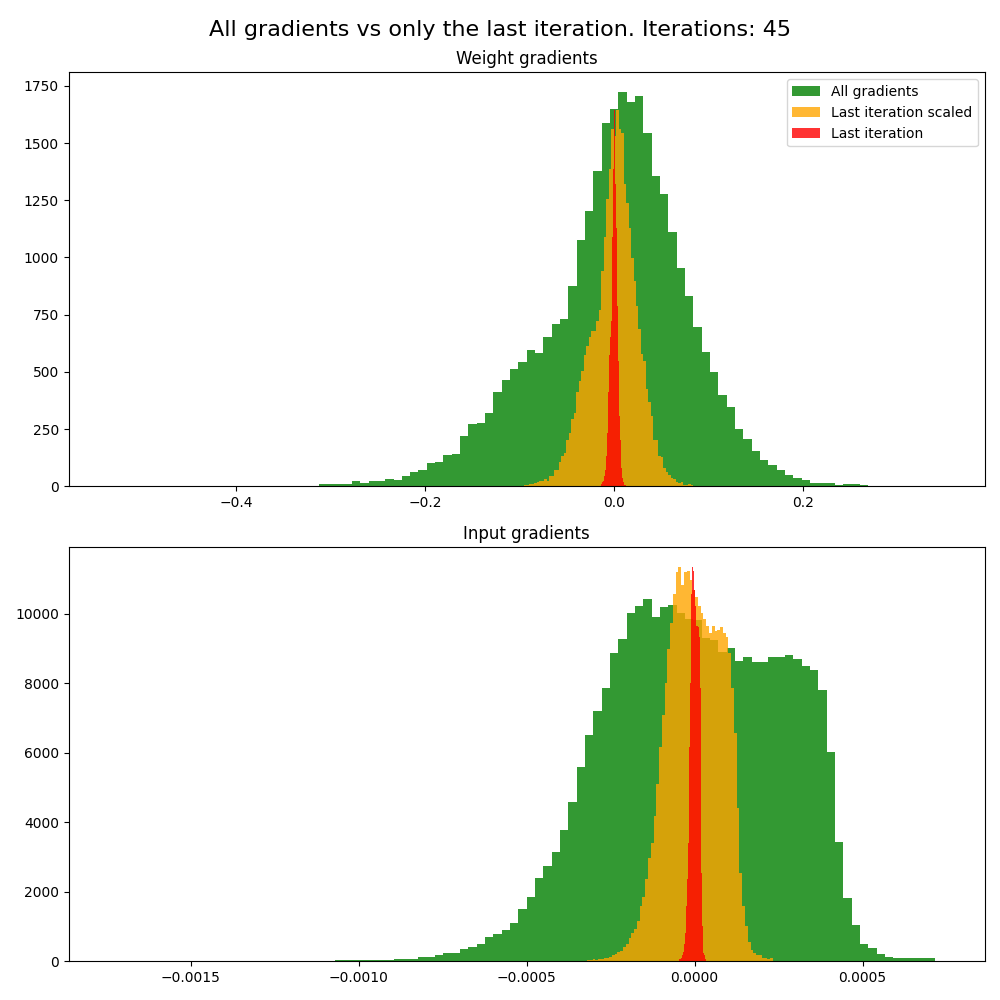 All gradients vs only the last iteration. Iterations: 45
Weight gradients
1750
1500
1250
1000
750
500
250
0
All gradients
Last iteration scaled
Last iteration
−0.4 −0.2 0.0 0.2
Input gradients
10000
8000
6000
4000
2000
0
−0.0015 −0.0010 −0.0005 0.0000 0.0005